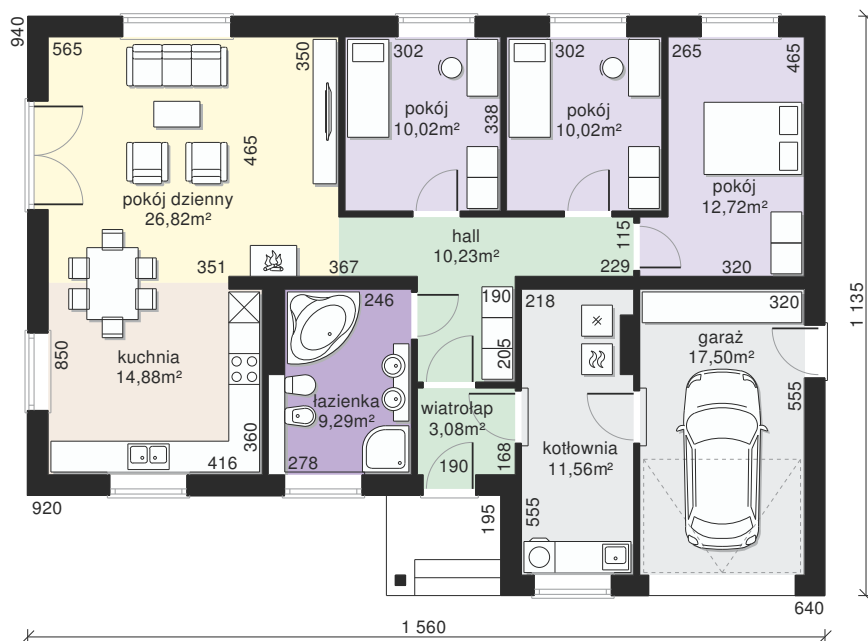 940
565
350
302
302
265
465
pokój
10,02m²
338
pokój
10,02m²
465
pokój dzienny
26,82m²
pokój
12,72m²
hall
10,23m²
115
351
367
229
320
246
190
218
320
1 135
850
kuchnia
14,88m²
205
garaż
17,50m²
555
łazienka
9,29m²
wiatrołap
3,08m²
360
416
278
190
168
kotłownia
11,56m²
920
195
555
640
1 560